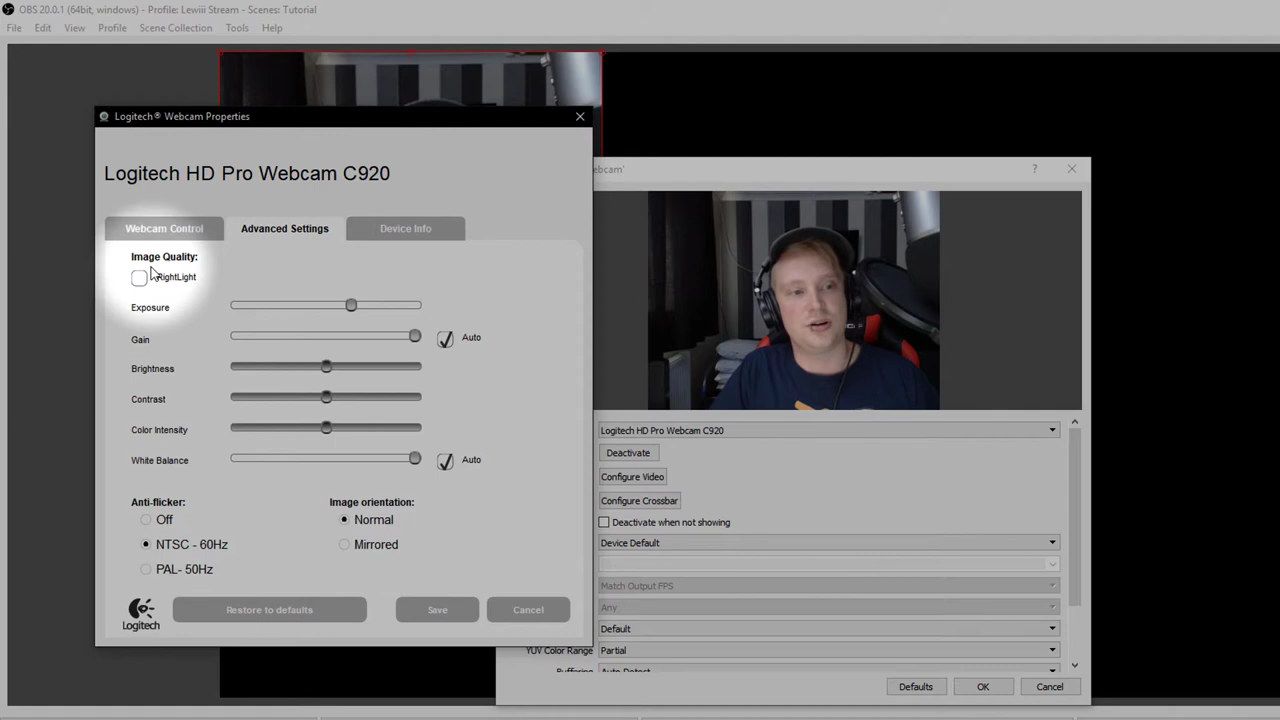 OBS 20.0.1 (64bit, windows) - Profile: Lewiii Stream - Scenes: Tutorial
File Edit View Profile Scene Collection Tools Help
Logitech® Webcam Properties
Logitech HD Pro Webcam C920
Webcam Control Advanced Settings Device Info
Image Quality:
RightLight
Exposure
Gain Auto
Brightness
Contrast
Color Intensity
White Balance Auto
Anti-flicker:
Off
NTSC - 60Hz
PAL- 50Hz
Image orientation:
Normal
Mirrored
Logitech
Restore to defaults Save Cancel
ebcam'
?
Logitech HD Pro Webcam C920
Deactivate
Configure Video
Configure Crossbar
Deactivate when not showing
Device Default
Match Output FPS
Any
Default
YUV Color Range Partial
Buffering Auto Detect
Defaults OK Cancel